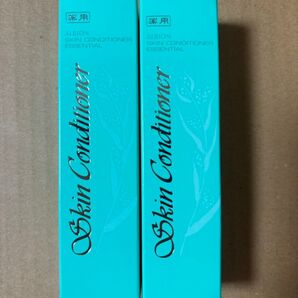 薬用
ALBION
SKIN CONDITIONER
ESSENTIAL
Skin Conditioner
薬用
ALBION
SKIN CONDITIONER
ESSENTIAL
Skin Conditioner